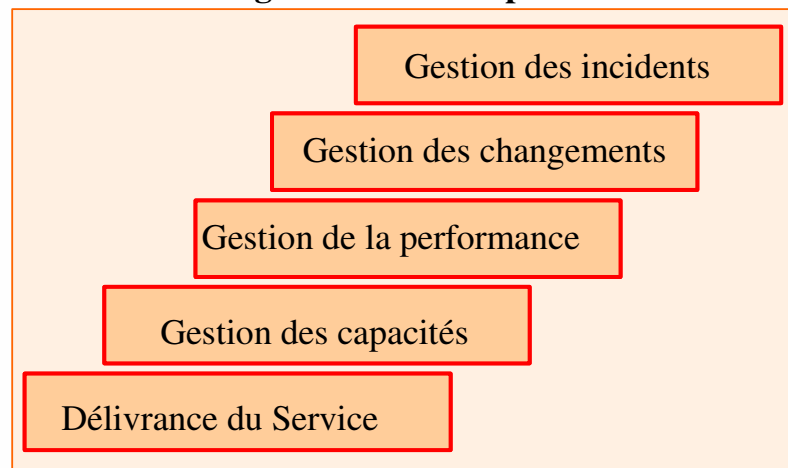 Gestion des incidents
Gestion des changements
Gestion de la performance
Gestion des capacités
Délivrance du Service